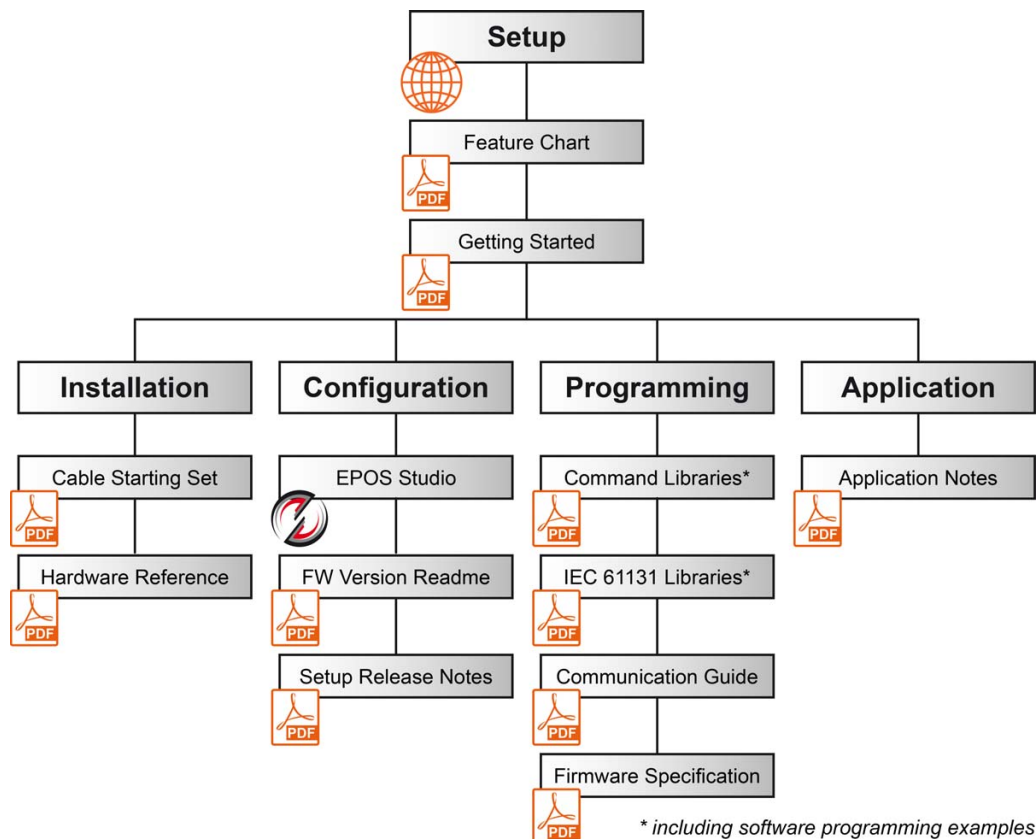 Setup
Feature Chart
PDF
Getting Started
PDF
Installation
Configuration
Programming
Application
Cable Starting Set
PDF
EPOS Studio
Command Libraries*
PDF
Application Notes
PDF
Hardware Reference
PDF
FW Version Readme
PDF
IEC 61131 Libraries*
PDF
Setup Release Notes
PDF
Communication Guide
PDF
Firmware Specification
PDF
* including software programming examples